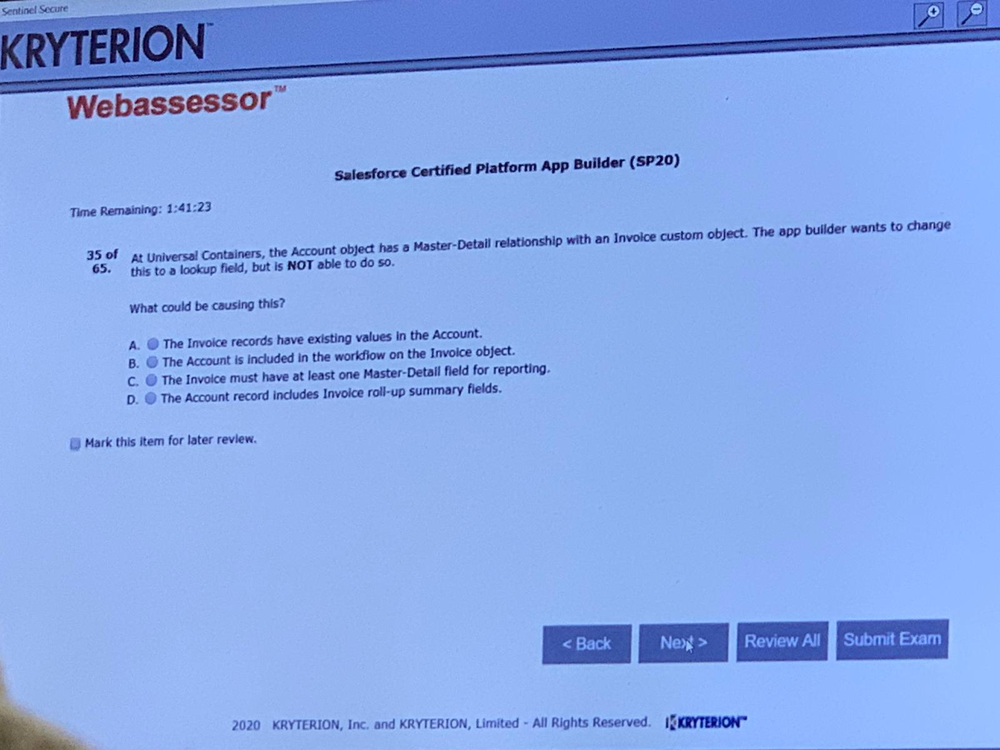 Sentinel Secure
KRYTERION™
Webassessor™
Salesforce Certified Platform App Builder (SP20)
Time Remaining: 1:41:23
35 of 65. At Universal Containers, the Account object has a Master-Detail relationship with an Invoice custom object. The app builder wants to change
this to a lookup field, but is NOT able to do so.
What could be causing this?
A. The Invoice records have existing values in the Account.
B. The Account is included in the workflow on the Invoice object.
C. The Invoice must have at least one Master-Detail field for reporting.
D. The Account record includes Invoice roll-up summary fields.
Mark this item for later review.
< Back Next > Review All Submit Exam
2020 KRYTERION, Inc. and KRYTERION, Limited - All Rights Reserved. KRYTERION™